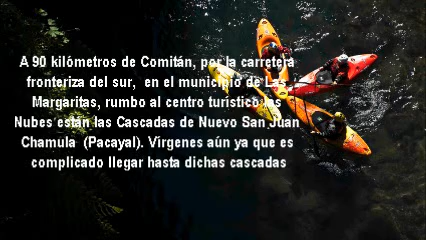 A 90 kilómetros de Comitán, por la carretera
fronteriza del sur, en el municipio de Las
Margaritas, rumbo al centro turístico las
Nubes están las Cascadas de Nuevo San Juan
Chamula (Pacayal). Vírgenes aún ya que es
complicado llegar hasta dichas cascadas